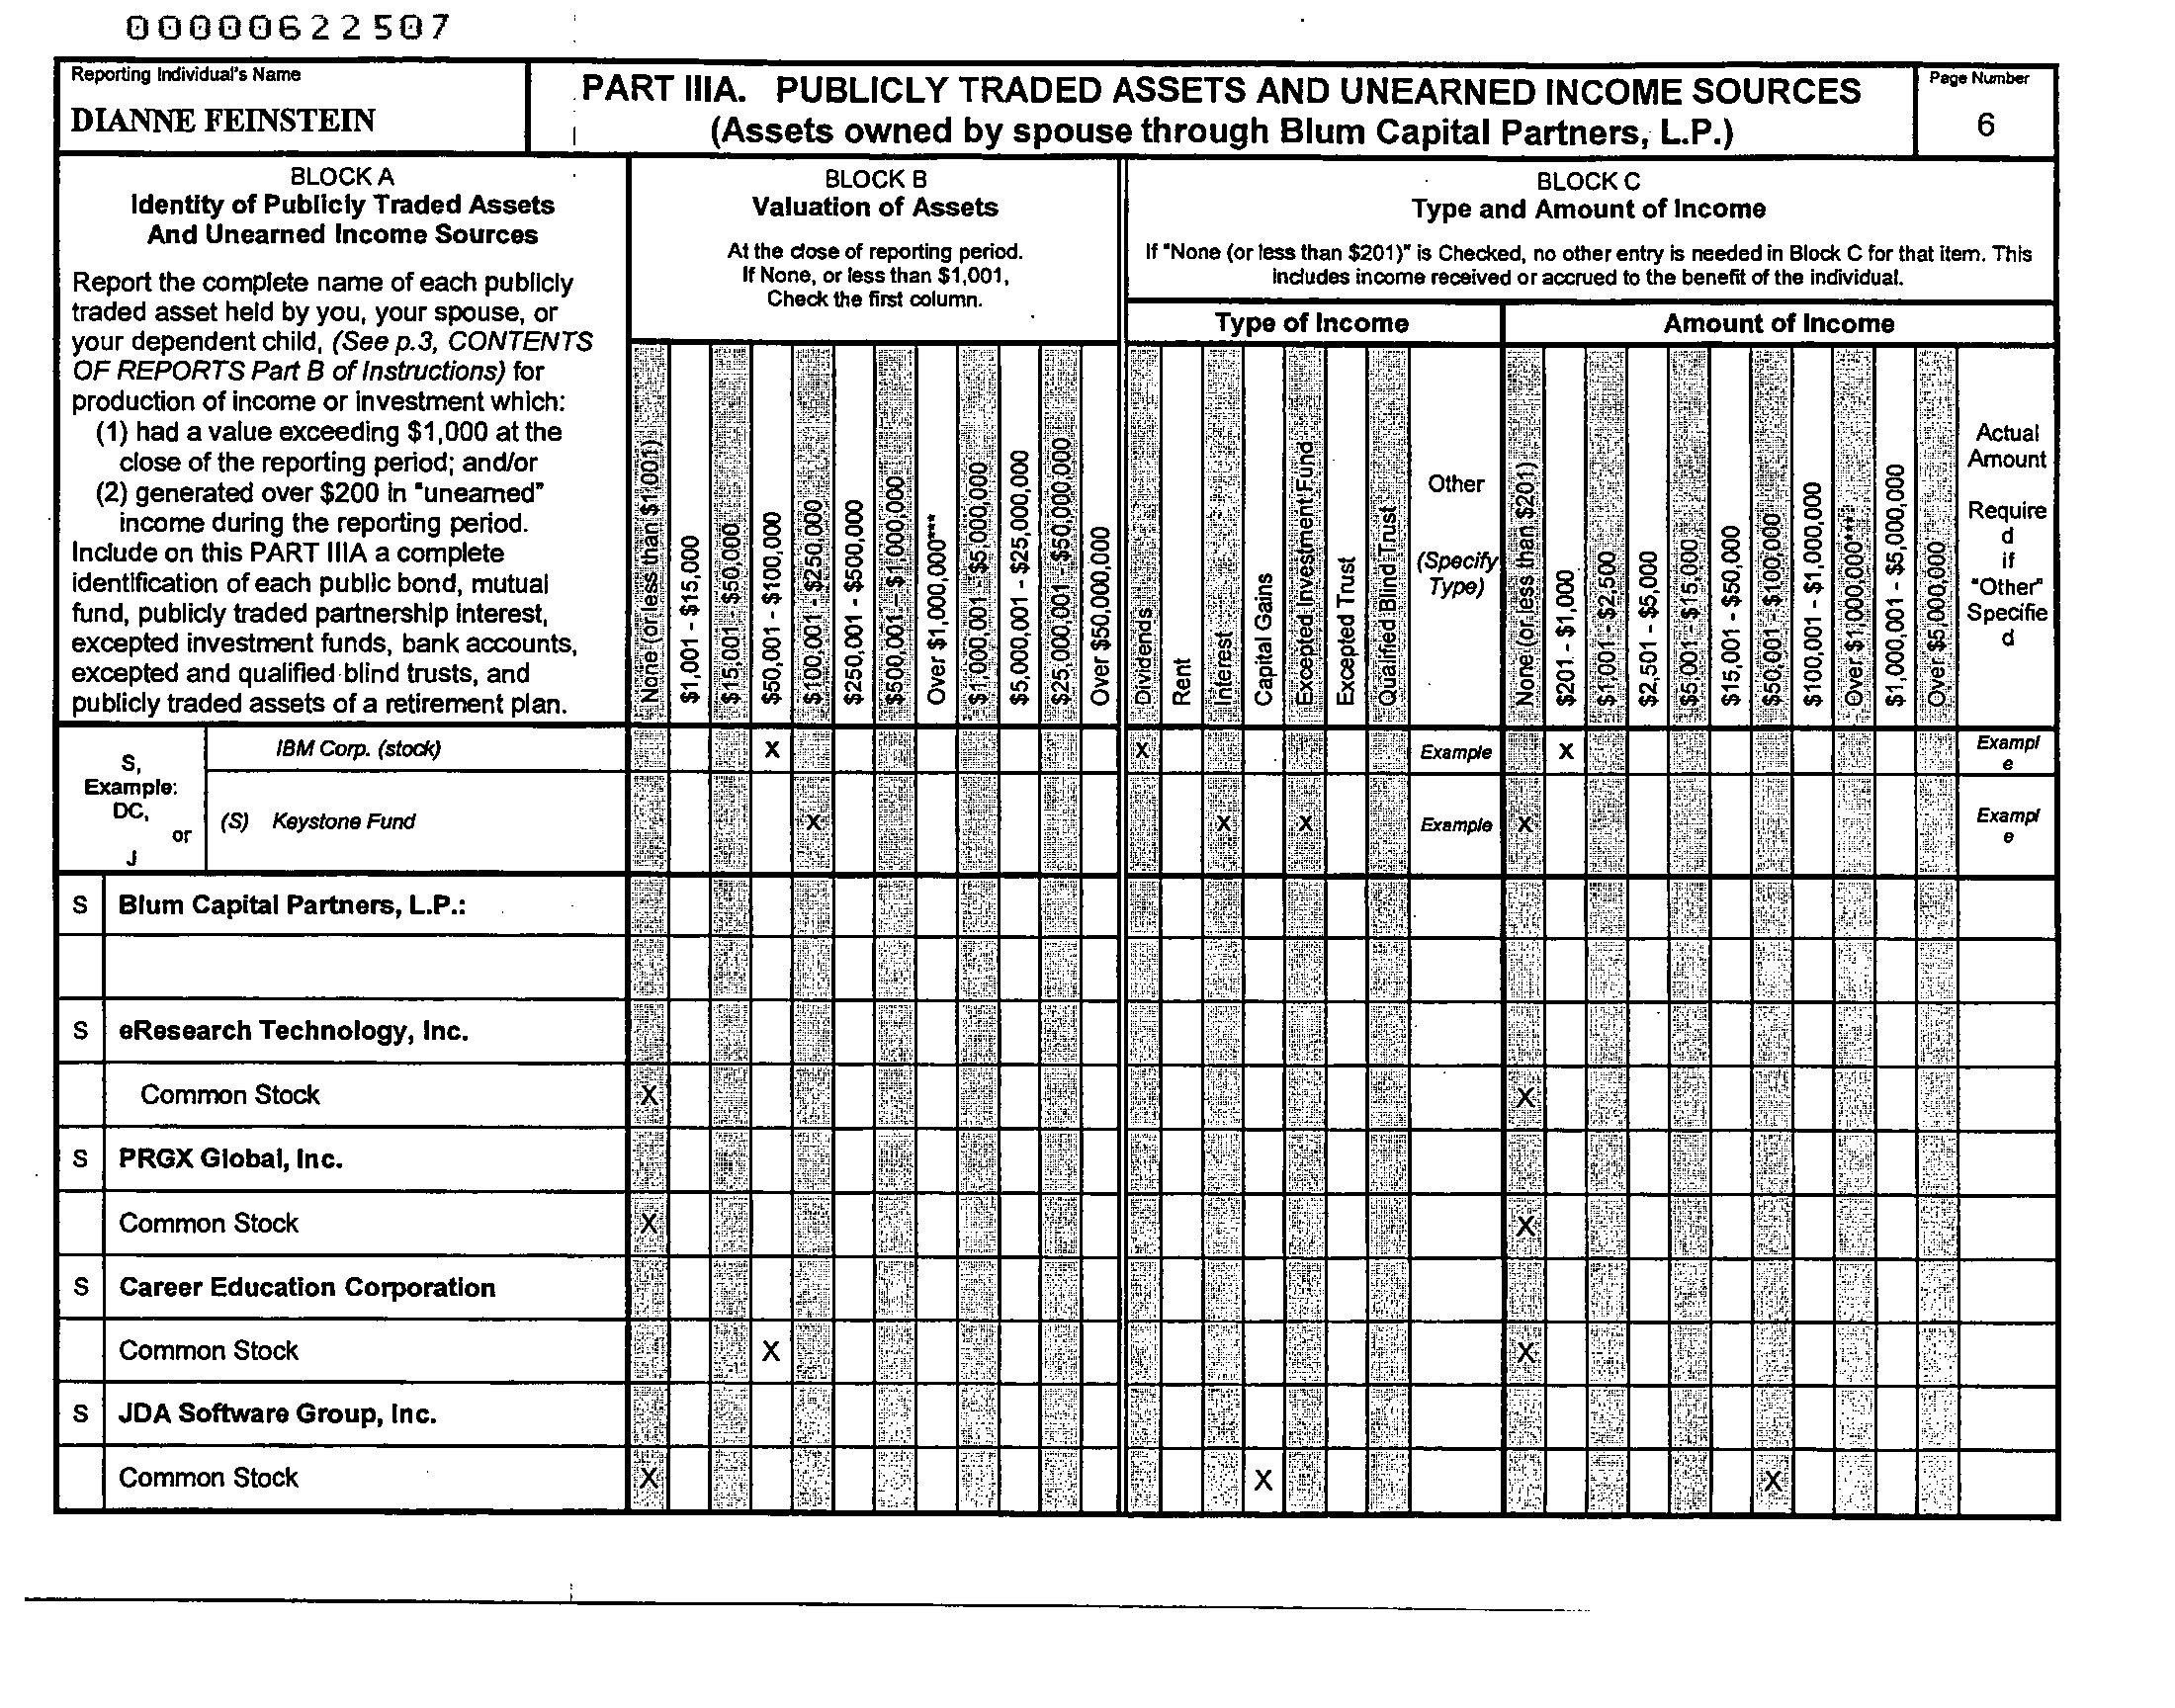 00000622507
Reporting Individual's Name
DIANNE FEINSTEIN
PART IIIA. PUBLICLY TRADED ASSETS AND UNEARNED INCOME SOURCES
(Assets owned by spouse through Blum Capital Partners, L.P.)
Page Number
6
BLOCK A
Identity of Publicly Traded Assets
And Unearned Income Sources
Report the complete name of each publicly
traded asset held by you, your spouse, or
your dependent child, (See p.3, CONTENTS
OF REPORTS Part B of Instructions) for
production of income or investment which:
(1) had a value exceeding $1,000 at the
close of the reporting period; and/or
(2) generated over $200 in "unearned"
income during the reporting period.
Include on this PART IIIA a complete
identification of each public bond, mutual
fund, publicly traded partnership interest,
excepted investment funds, bank accounts,
excepted and qualified blind trusts, and
publicly traded assets of a retirement plan.
BLOCK B
Valuation of Assets
At the close of reporting period.
If None, or less than $1,001,
Check the first column.
None (or less than $1,001)
$1,001 - $15,000
$15,001 - $50,000
$50,001 - $100,000
$100,001 - $250,000
$250,001 - $500,000
$500,001 - $1,000,000
Over $1,000,000***
$1,000,001 - $5,000,000
$5,000,001 - $25,000,000
$25,000,001 - $50,000,000
Over $50,000,000
BLOCK C
Type and Amount of Income
If "None (or less than $201)" is Checked, no other entry is needed in Block C for that item. This
includes income received or accrued to the benefit of the individual.
Type of Income
Dividends
Rent
Interest
Capital Gains
Excepted Investment Fund
Excepted Trust
Qualified Blind Trust
Other
(Specify
Type)
Amount of Income
None (or less than $201)
$201 - $1,000
$1,001 - $2,500
$2,501 - $5,000
$5,001 - $15,000
$15,001 - $50,000
$50,001 - $100,000
$100,001 - $1,000,000
Over $1,000,000***
$1,000,001 - $5,000,000
Over $5,000,000
Actual
Amount
Require
d
if
"Other"
Specifie
d
S,
Example:
DC,
or
J
IBM Corp. (stock) X X Example X Exampl
e
(S) Keystone Fund X X X Example X Exampl
e
S Blum Capital Partners, L.P.:
S eResearch Technology, Inc.
Common Stock X X
S PRGX Global, Inc.
Common Stock X X
S Career Education Corporation
Common Stock X X
S JDA Software Group, Inc.
Common Stock X X X